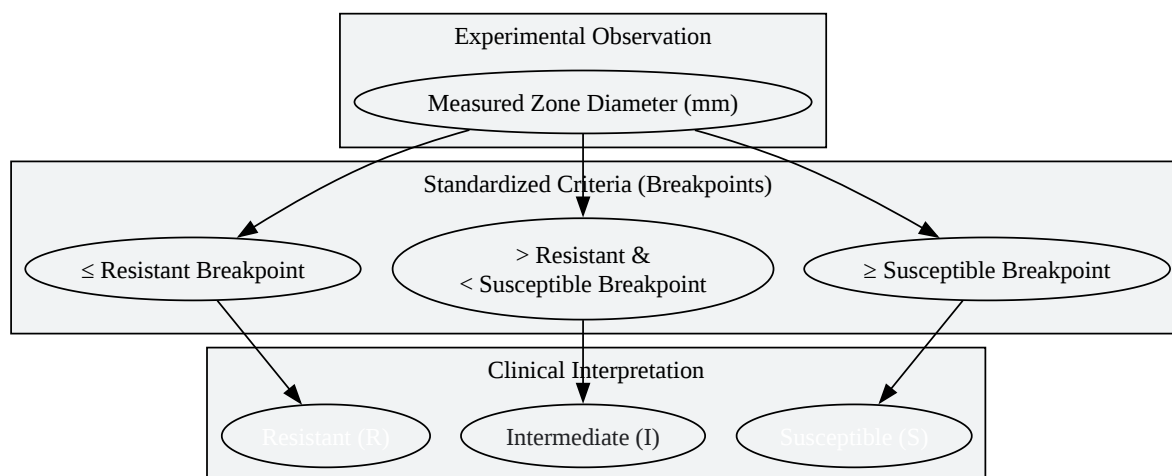 Experimental Observation
Measured Zone Diameter (mm)
Standardized Criteria (Breakpoints)
≤ Resistant Breakpoint
> Resistant &
< Susceptible Breakpoint
≥ Susceptible Breakpoint
Clinical Interpretation
Resistant (R)
Intermediate (I)
Susceptible (S)